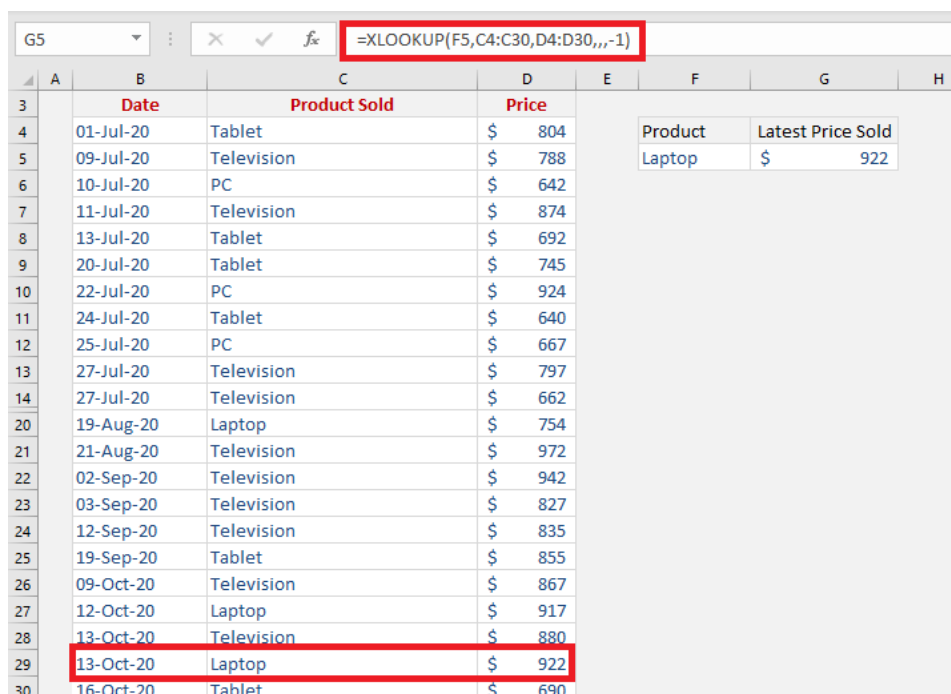 G5 fx =XLOOKUP(F5,C4:C30,D4:D30,,,-1)
A B C D E F G H
3 Date Product Sold Price
4 01-Jul-20 Tablet $ 804 Product Latest Price Sold
5 09-Jul-20 Television $ 788 Laptop $ 922
6 10-Jul-20 PC $ 642
7 11-Jul-20 Television $ 874
8 13-Jul-20 Tablet $ 692
9 20-Jul-20 Tablet $ 745
10 22-Jul-20 PC $ 924
11 24-Jul-20 Tablet $ 640
12 25-Jul-20 PC $ 667
13 27-Jul-20 Television $ 797
14 27-Jul-20 Television $ 662
20 19-Aug-20 Laptop $ 754
21 21-Aug-20 Television $ 972
22 02-Sep-20 Television $ 942
23 03-Sep-20 Television $ 827
24 12-Sep-20 Television $ 835
25 19-Sep-20 Tablet $ 855
26 09-Oct-20 Television $ 867
27 12-Oct-20 Laptop $ 917
28 13-Oct-20 Television $ 880
29 13-Oct-20 Laptop $ 922
30 16-Oct-20 Tablet $ 690